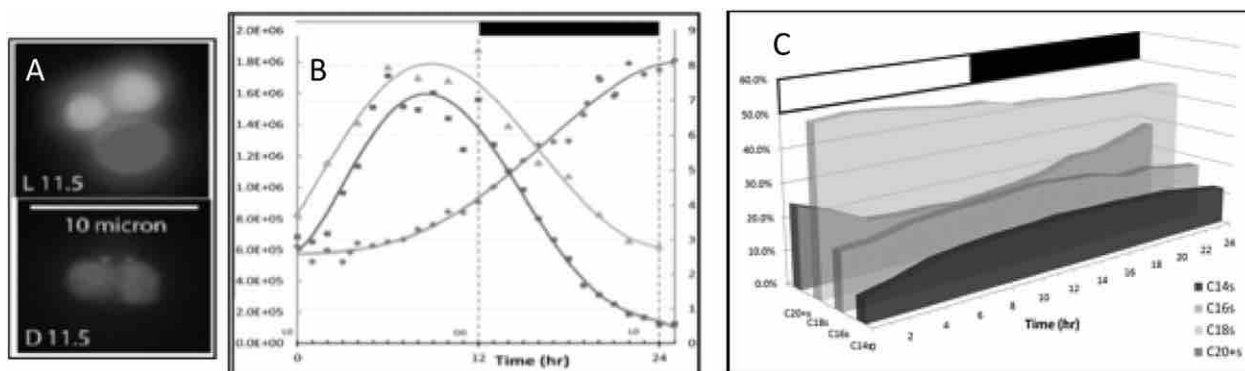 A
L 11.5
10 micron
D 11.5
B
2.0E+06
1.8E+06
1.6E+06
1.4E+06
1.2E+06
1.0E+06
8.0E+05
6.0E+05
4.0E+05
2.0E+05
0.0E+00
9
8
7
6
5
4
3
2
1
0
0 12 24
Time (hr)
C
60.0%
50.0%
40.0%
30.0%
20.0%
10.0%
0.0%
C20+s
C18s
C16s
2 4 6 8 10 12 14 16 18 20 22 24
Time (hr)
C14s
C16s
C18s
C20+s